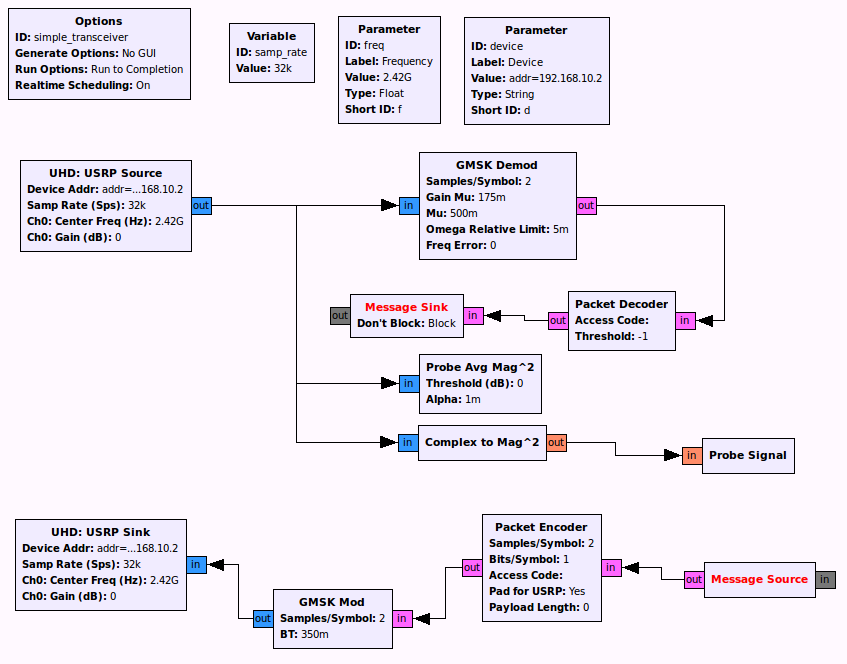 Options
ID: simple_transceiver
Generate Options: No GUI
Run Options: Run to Completion
Realtime Scheduling: On
Variable
ID: samp_rate
Value: 32k
Parameter
ID: freq
Label: Frequency
Value: 2.42G
Type: Float
Short ID: f
Parameter
ID: device
Label: Device
Value: addr=192.168.10.2
Type: String
Short ID: d
UHD: USRP Source
Device Addr: addr=...168.10.2
Samp Rate (Sps): 32k
Ch0: Center Freq (Hz): 2.42G
Ch0: Gain (dB): 0
out
in
GMSK Demod
Samples/Symbol: 2
Gain Mu: 175m
Mu: 500m
Omega Relative Limit: 5m
Freq Error: 0
out
out
Message Sink
Don't Block: Block
in
out
Packet Decoder
Access Code:
Threshold: -1
in
in
Probe Avg Mag^2
Threshold (dB): 0
Alpha: 1m
in
Complex to Mag^2
out
in
Probe Signal
UHD: USRP Sink
Device Addr: addr=...168.10.2
Samp Rate (Sps): 32k
Ch0: Center Freq (Hz): 2.42G
Ch0: Gain (dB): 0
in
out
GMSK Mod
Samples/Symbol: 2
BT: 350m
in
out
Packet Encoder
Samples/Symbol: 2
Bits/Symbol: 1
Access Code:
Pad for USRP: Yes
Payload Length: 0
in
out
Message Source
in